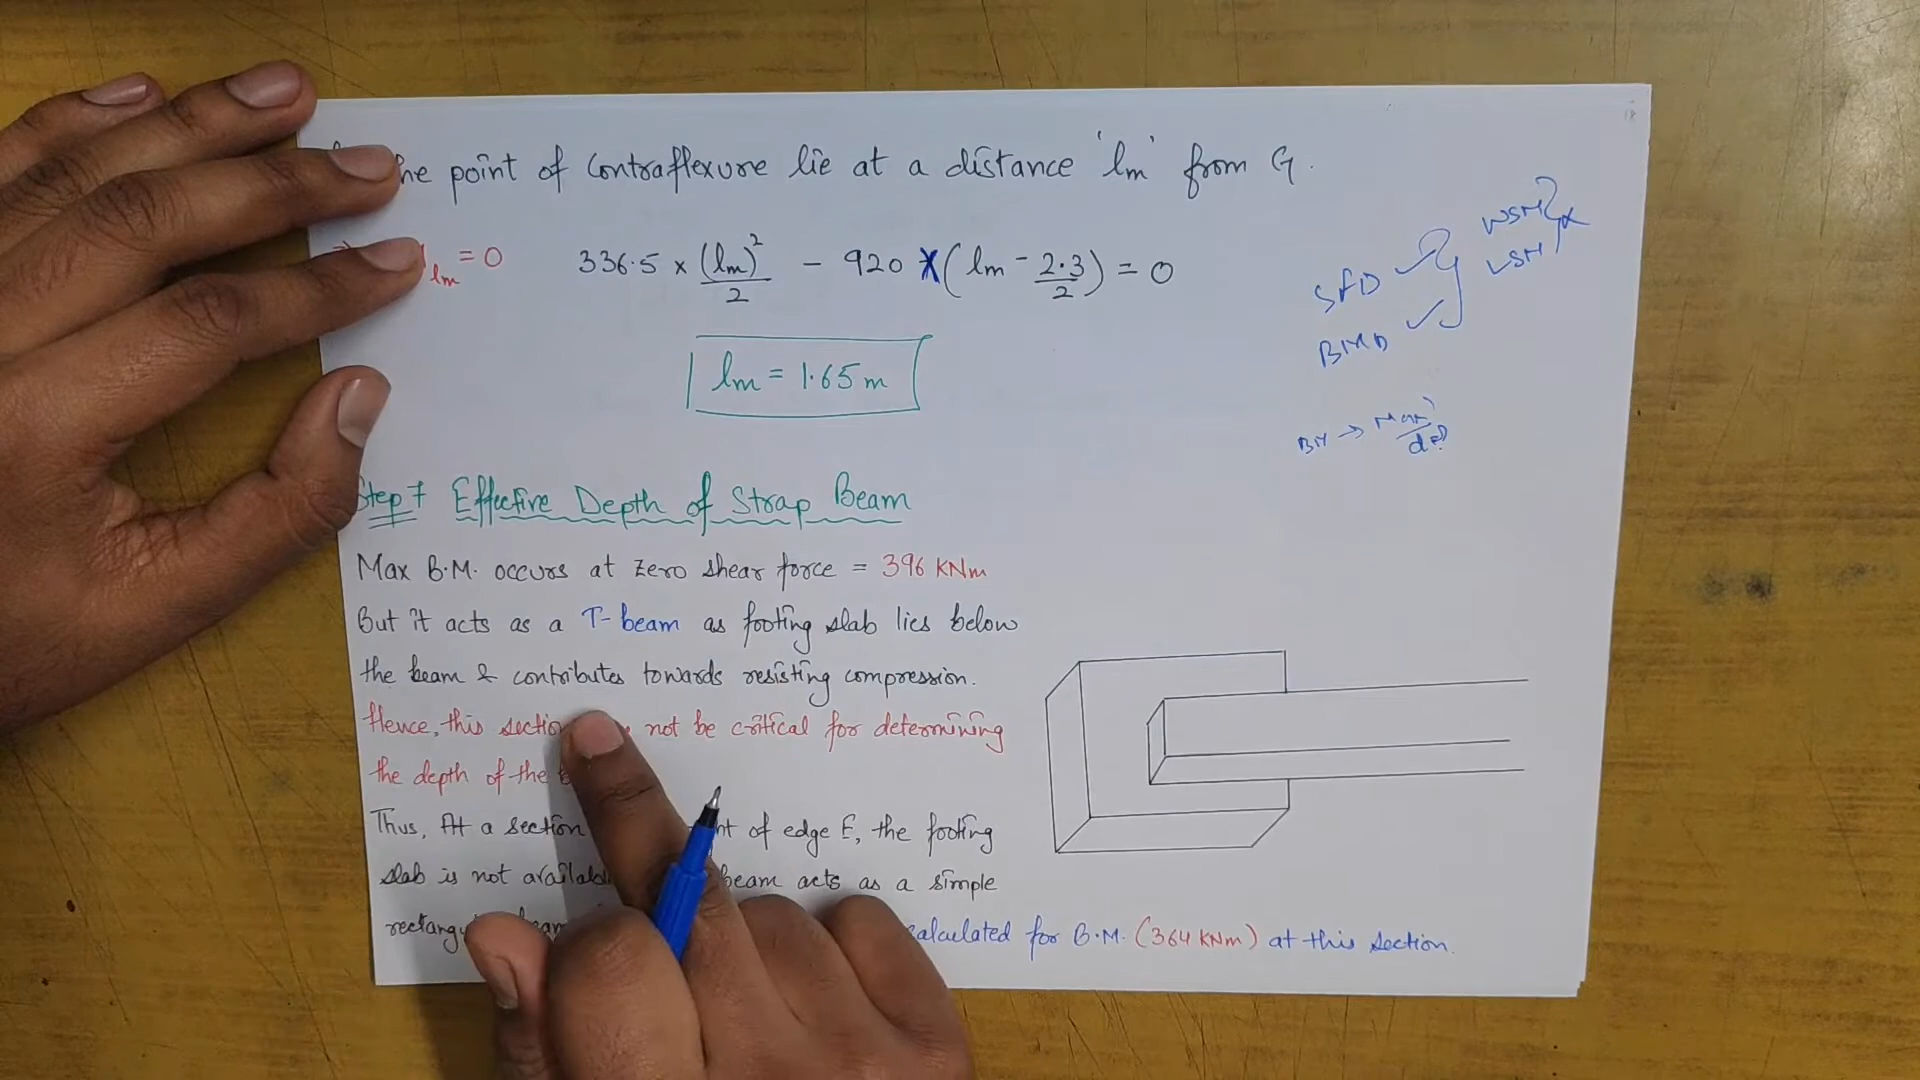 he point of Contraflexure lie at a distance 'lm' from G.
lm = 0 336.5 × (lm)²/2 - 920 × (lm - 2.3/2) = 0
lm = 1.65 m
SFD
BMD
WSM
LSM
BM →
Step 7 Effective Depth of Strap Beam
Max B.M. occurs at zero shear force = 396 KNm
But it acts as a T-beam as footing slab lies below
the beam & contributes towards resisting compression.
Hence, this section not be critical for determining
the depth of the
Thus, At a section of edge E, the footing
slab is not beam acts as a simple
calculated for B.M. (364 KNm) at this section.
18